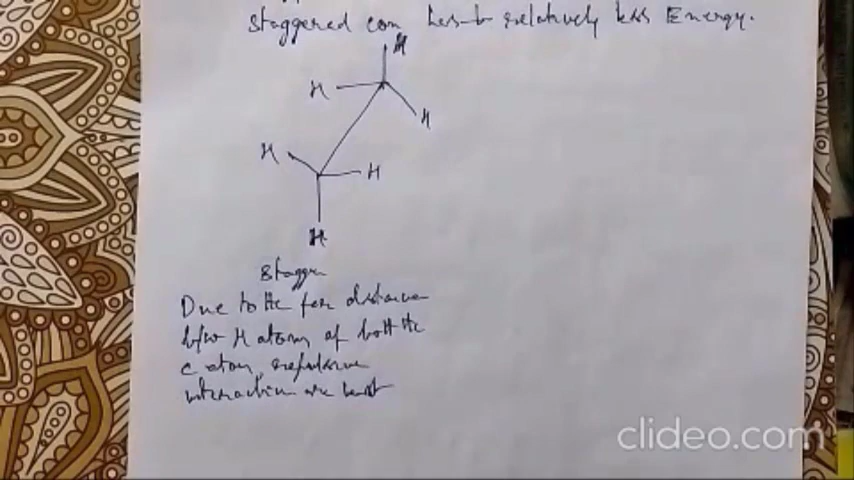 Staggered con has relatively less Energy.
H
H
H
H
H
H
stagger
Due to the far distance
b/w H atoms of both the
c atom, repulsive
interaction are least
clideo.com